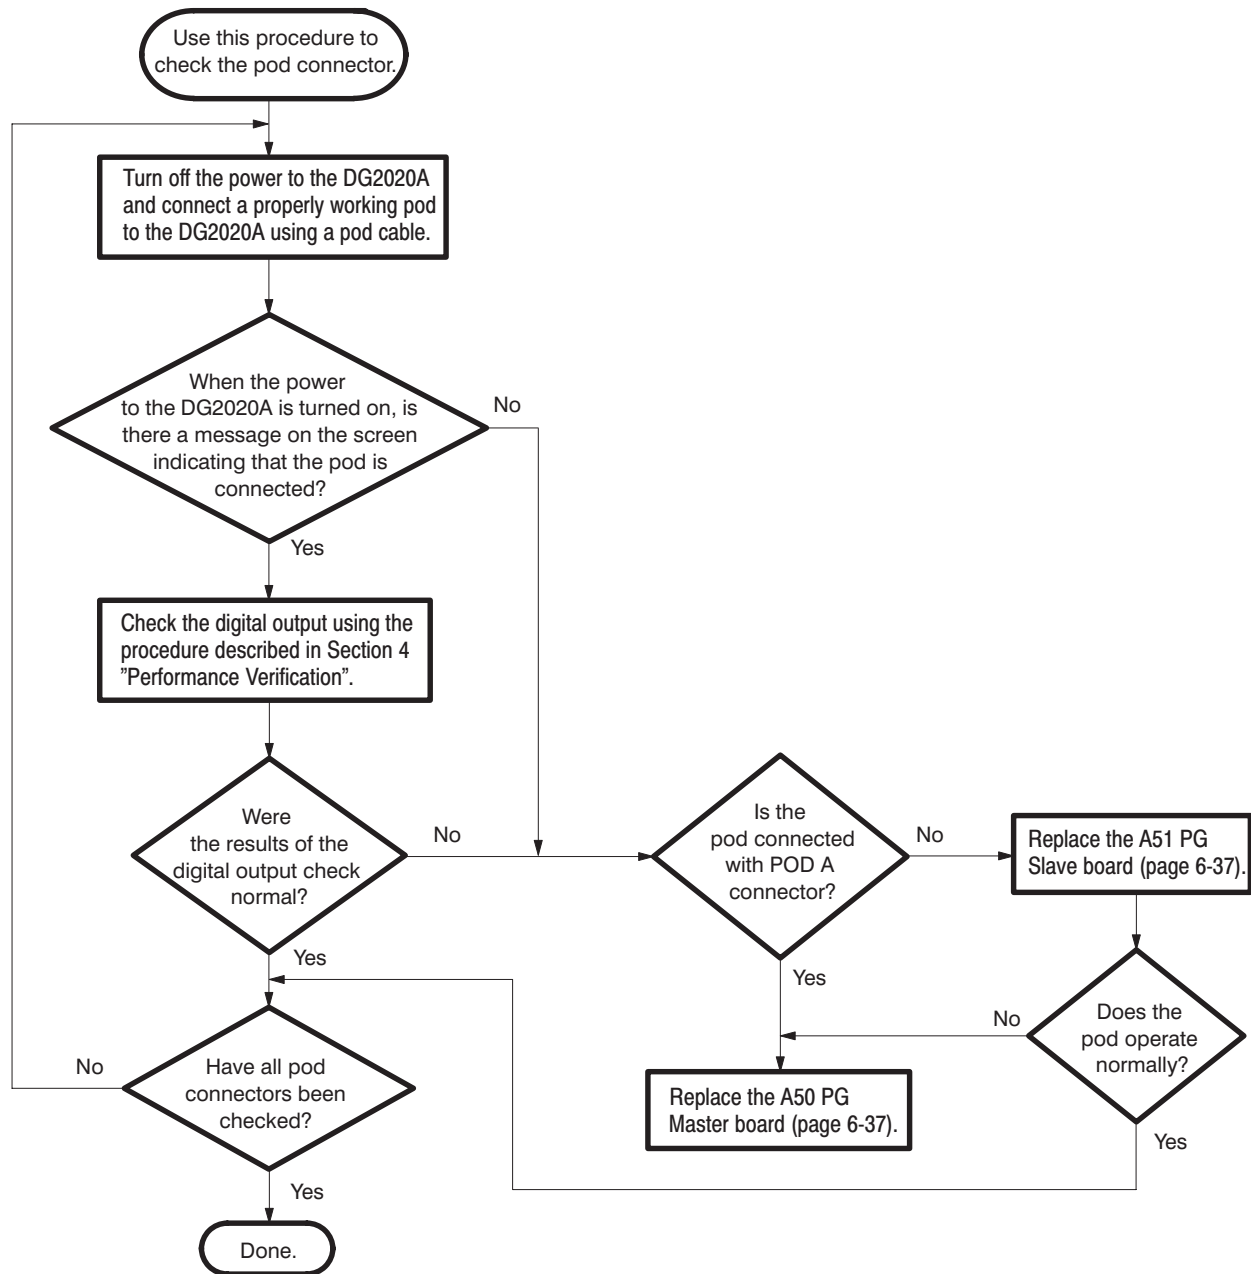 Use this procedure to
check the pod connector.
Turn off the power to the DG2020A
and connect a properly working pod
to the DG2020A using a pod cable.
When the power
to the DG2020A is turned on, is
there a message on the screen
indicating that the pod is
connected?
No
Yes
Check the digital output using the
procedure described in Section 4
”Performance Verification”.
Were
the results of the
digital output check
normal?
No
Yes
Is the
pod connected
with POD A
connector?
No
Yes
Replace the A51 PG
Slave board (page 6-37).
Does the
pod operate
normally?
No
Yes
Replace the A50 PG
Master board (page 6-37).
Have all pod
connectors been
checked?
No
Yes
Done.